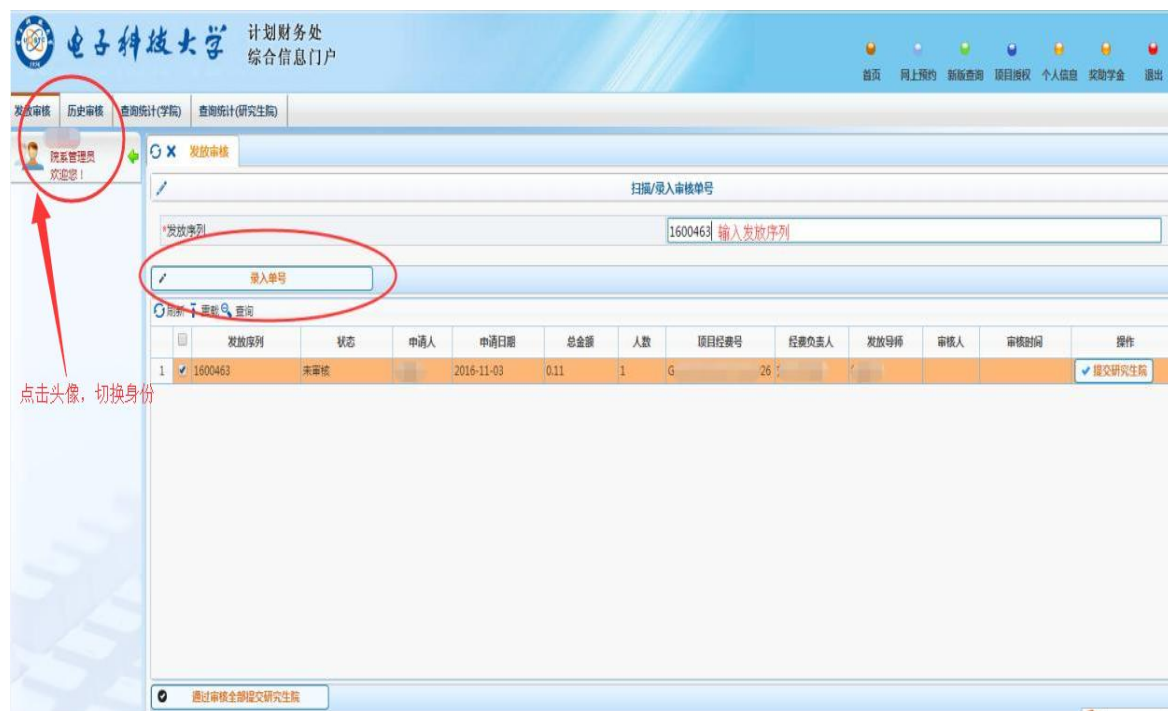 电子科技大学 计划财务处
综合信息门户
首页 网上预约 新版查询 项目授权 个人信息 奖助学金 退出
发放审核 历史审核 查询统计(学院) 查询统计(研究生院)
院系管理员
欢迎您！
发放审核
扫描/录入审核单号
*发放序列 1600463 输入发放序列
录入单号
刷新 重载 查询
发放序列 状态 申请人 申请日期 总金额 人数 项目经费号 经费负责人 发放导师 审核人 审核时间 操作
1 1600463 未审核 2016-11-03 0.11 1 G 26 提交研究生院
点击头像，切换身份
通过审核全部提交研究生院